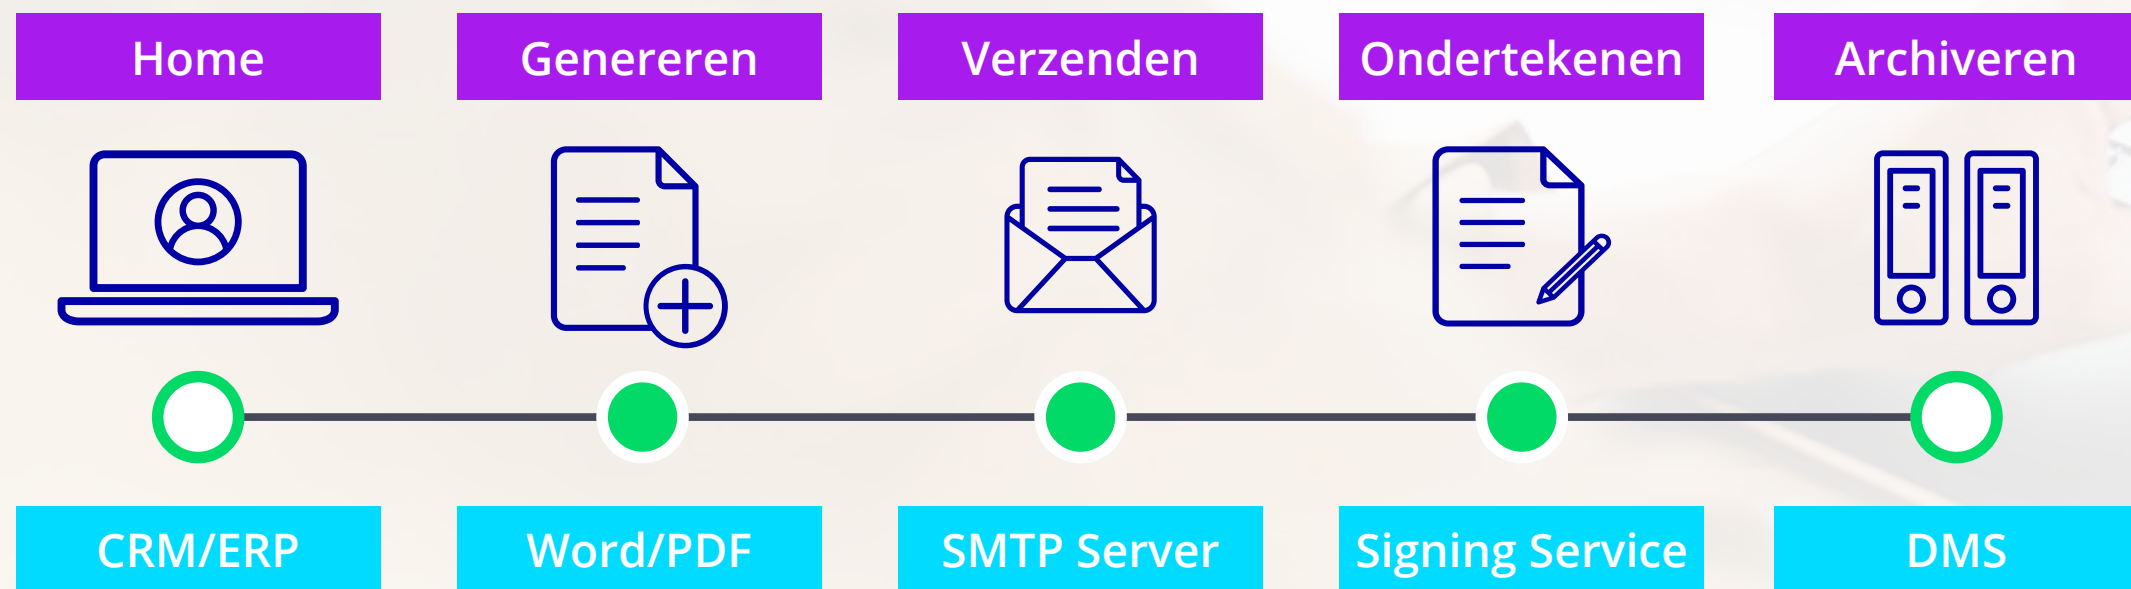 Home
Genereren
Verzenden
Ondertekenen
Archiveren
CRM/ERP
Word/PDF
SMTP Server
Signing Service
DMS